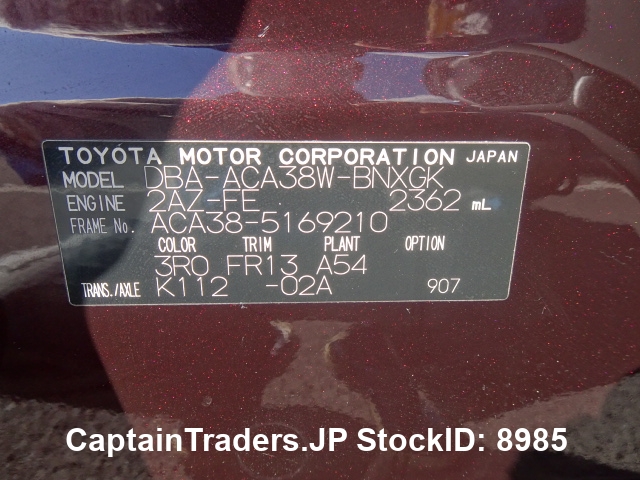 TOYOTA MOTOR CORPORATION JAPAN
MODEL DBA-ACA38W-BNXGK
ENGINE 2AZ-FE 2362 mL
FRAME No. ACA38-5169210
COLOR TRIM PLANT OPTION
3R0 FR13 A54
TRANS./AXLE K112 -02A 907
CaptainTraders.JP StockID: 8985